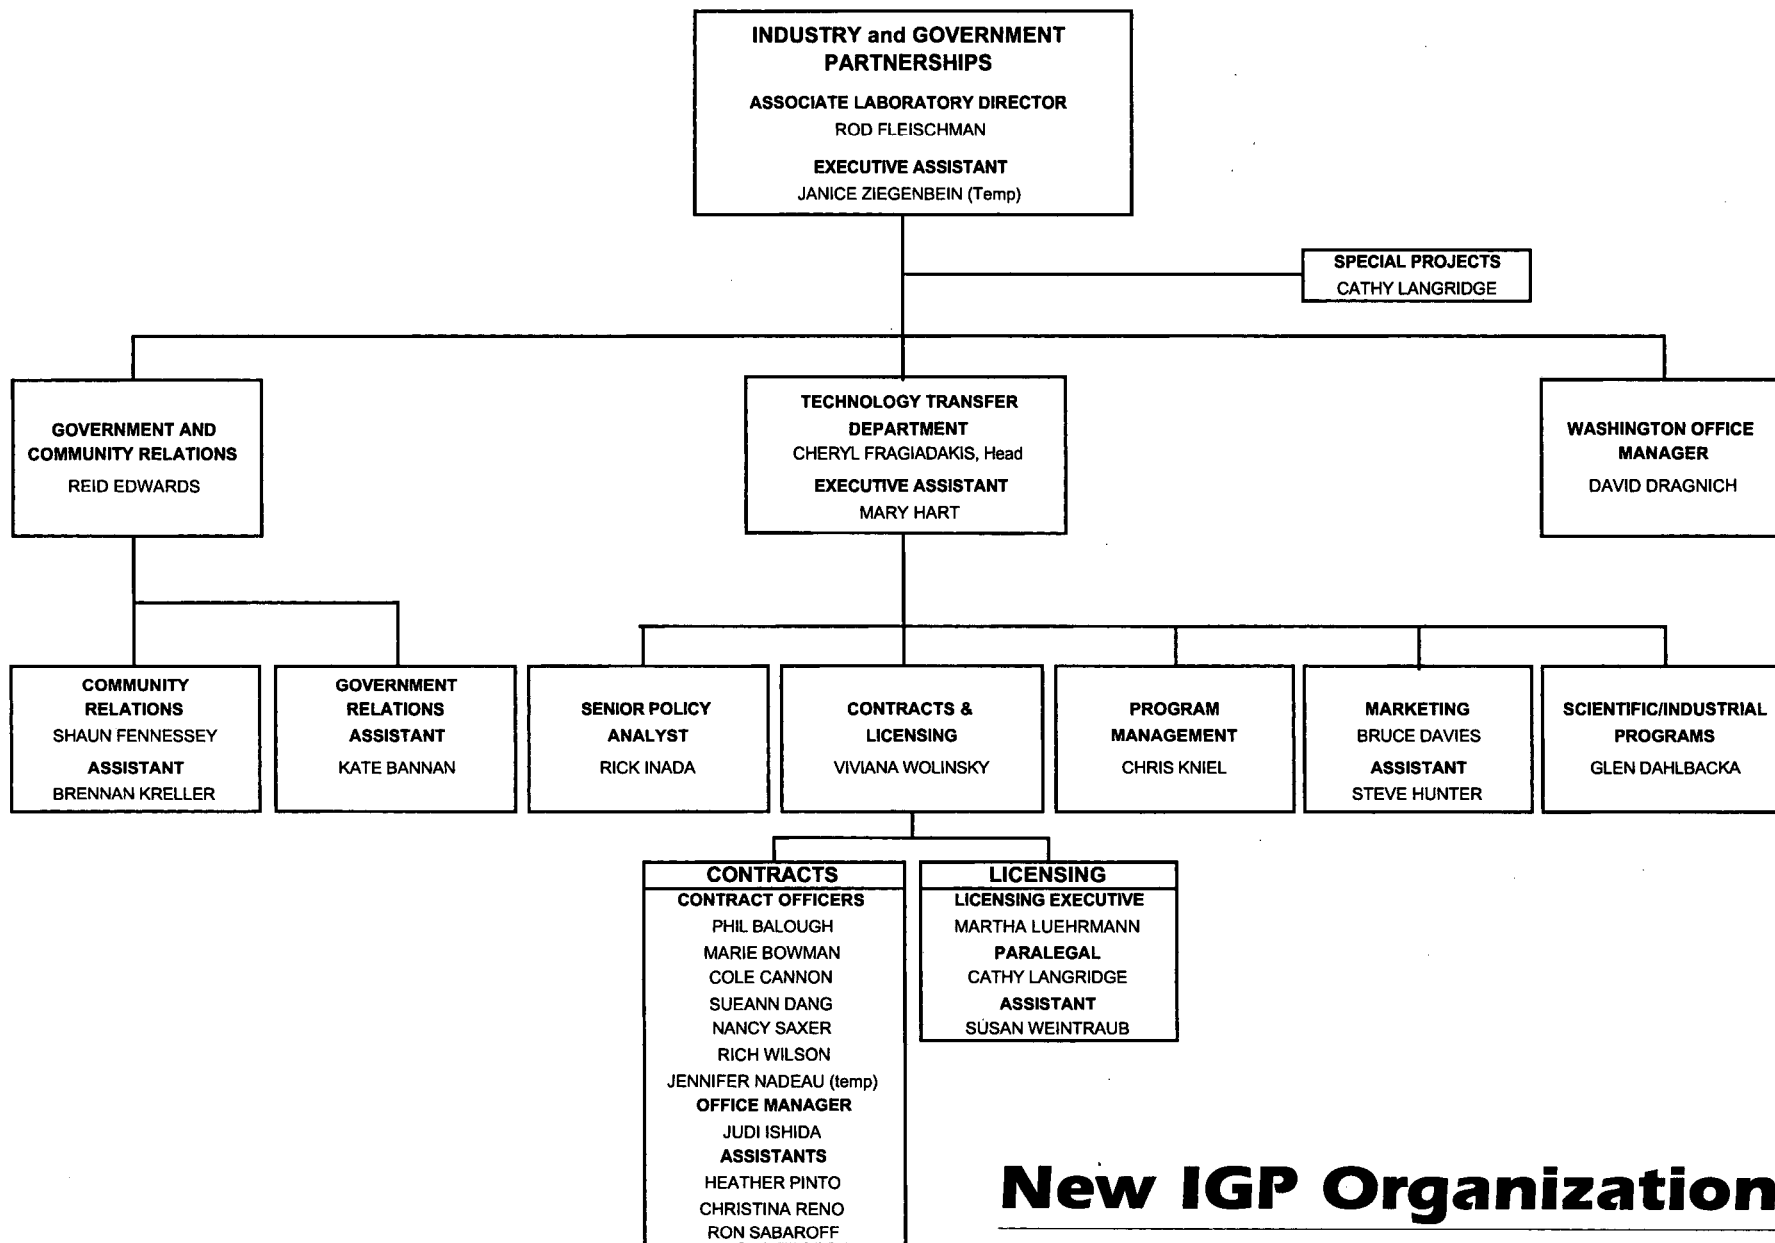 INDUSTRY and GOVERNMENT
PARTNERSHIPS
ASSOCIATE LABORATORY DIRECTOR
ROD FLEISCHMAN
EXECUTIVE ASSISTANT
JANICE ZIEGENBEIN (Temp)
SPECIAL PROJECTS
CATHY LANGRIDGE
GOVERNMENT AND
COMMUNITY RELATIONS
REID EDWARDS
TECHNOLOGY TRANSFER
DEPARTMENT
CHERYL FRAGIADAKIS, Head
EXECUTIVE ASSISTANT
MARY HART
WASHINGTON OFFICE
MANAGER
DAVID DRAGNICH
COMMUNITY
RELATIONS
SHAUN FENNESSEY
ASSISTANT
BRENNAN KRELLER
GOVERNMENT
RELATIONS
ASSISTANT
KATE BANNAN
SENIOR POLICY
ANALYST
RICK INADA
CONTRACTS &
LICENSING
VIVIANA WOLINSKY
PROGRAM
MANAGEMENT
CHRIS KNIEL
MARKETING
BRUCE DAVIES
ASSISTANT
STEVE HUNTER
SCIENTIFIC/INDUSTRIAL
PROGRAMS
GLEN DAHLBACKA
CONTRACTS
CONTRACT OFFICERS
PHIL BALOUGH
MARIE BOWMAN
COLE CANNON
SUEANN DANG
NANCY SAXER
RICH WILSON
JENNIFER NADEAU (temp)
OFFICE MANAGER
JUDI ISHIDA
ASSISTANTS
HEATHER PINTO
CHRISTINA RENO
RON SABAROFF
LICENSING
LICENSING EXECUTIVE
MARTHA LUEHRMANN
PARALEGAL
CATHY LANGRIDGE
ASSISTANT
SUSAN WEINTRAUB
New IGP Organization